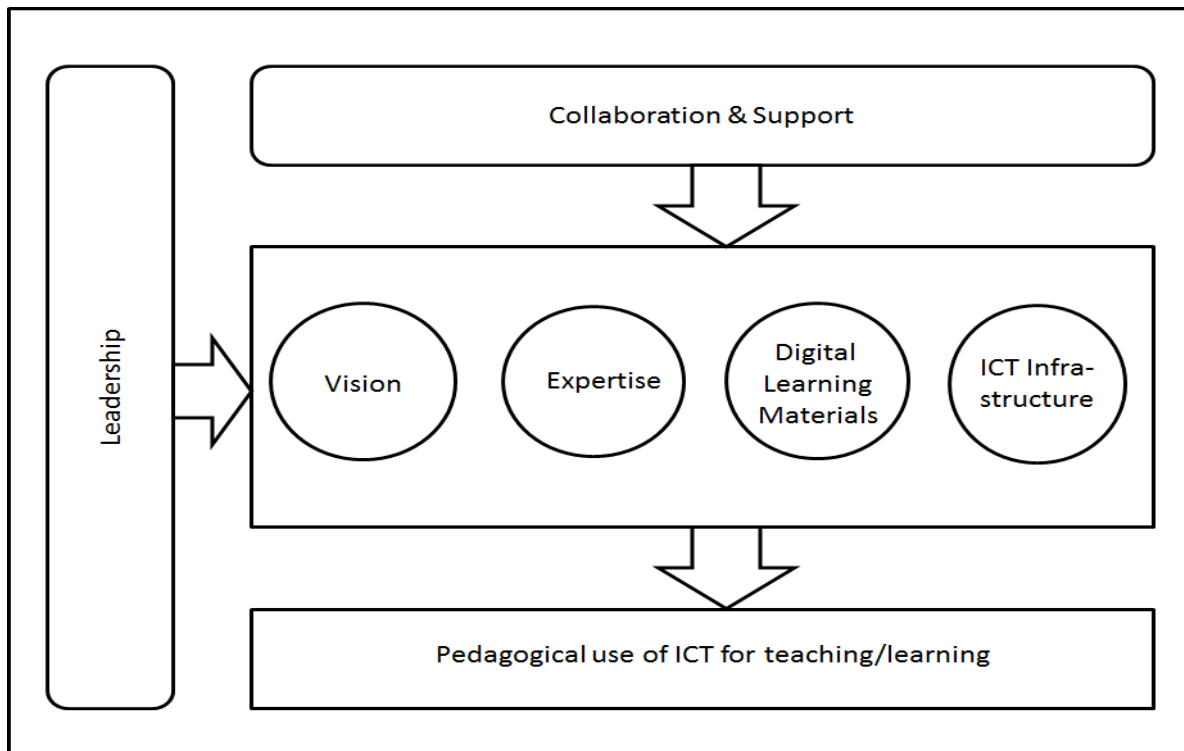 Collaboration & Support
Leadership
Vision
Expertise
Digital
Learning
Materials
ICT Infra-
structure
Pedagogical use of ICT for teaching/learning